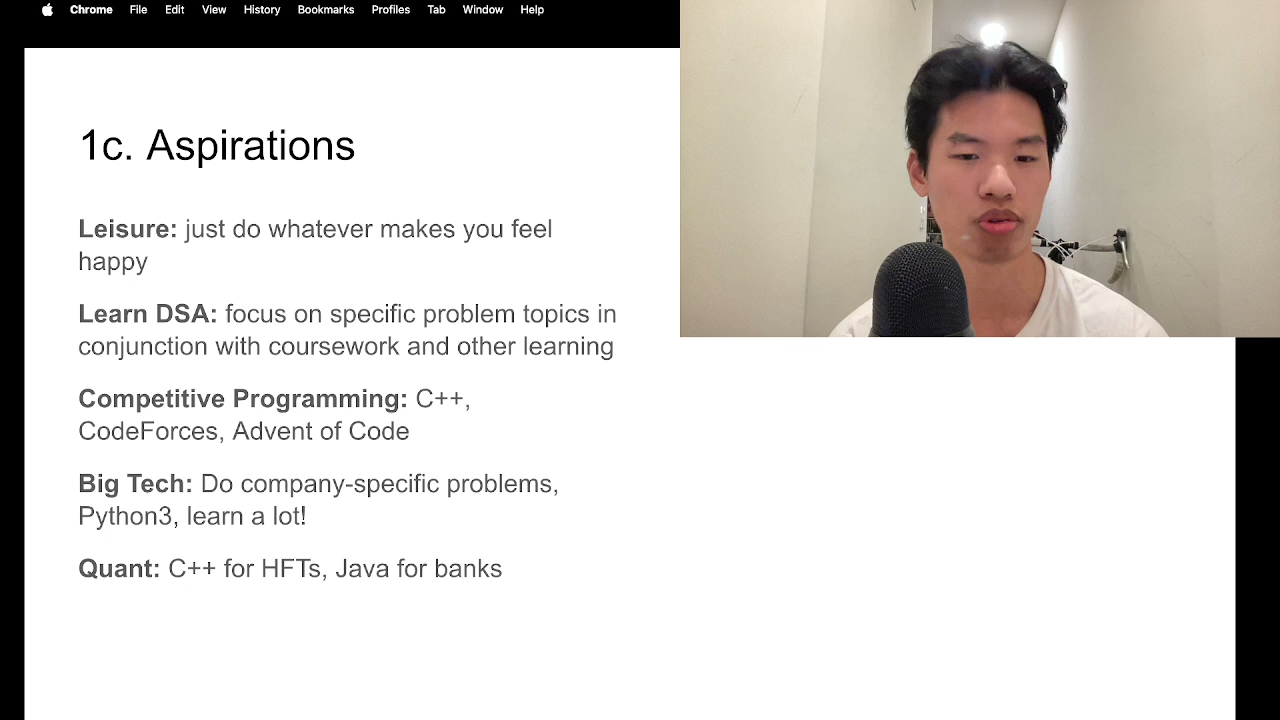 Chrome File Edit View History Bookmarks Profiles Tab Window Help
1c. Aspirations
Leisure: just do whatever makes you feel
happy
Learn DSA: focus on specific problem topics in
conjunction with coursework and other learning
Competitive Programming: C++,
CodeForces, Advent of Code
Big Tech: Do company-specific problems,
Python3, learn a lot!
Quant: C++ for HFTs, Java for banks